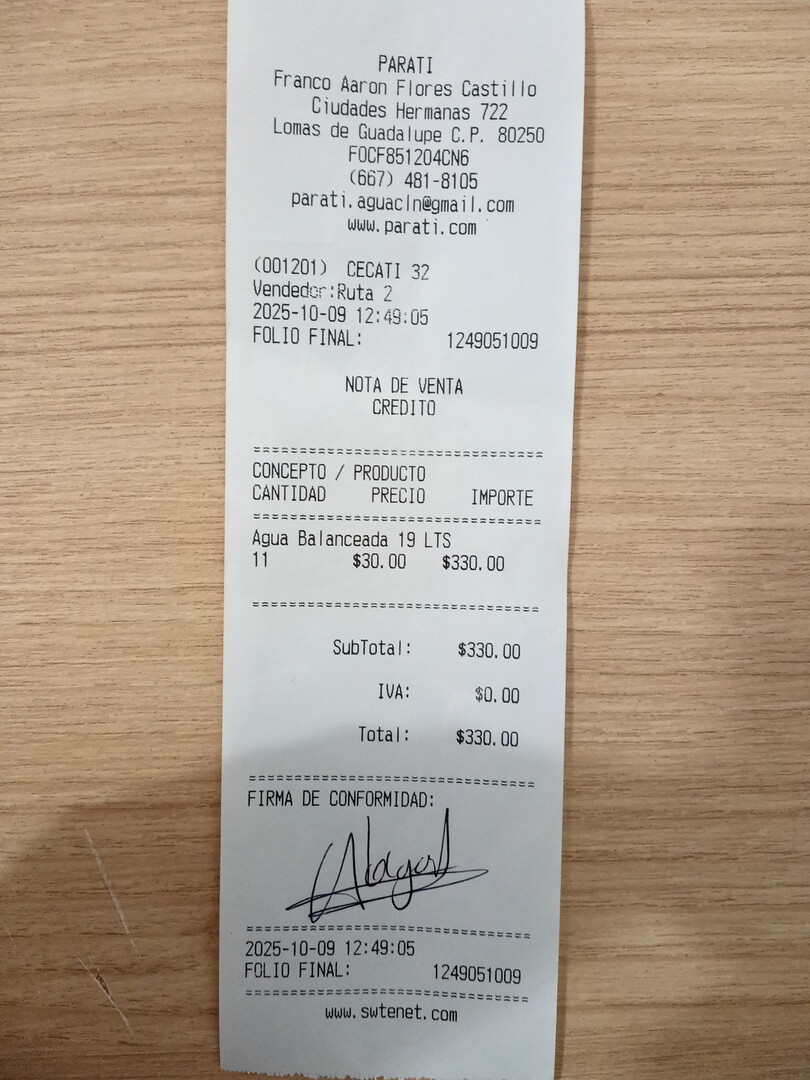 PARATI
Franco Aaron Flores Castillo
Ciudades Hermanas 722
Lomas de Guadalupe C.P. 80250
FOCF851204CN6
(667) 481-8105
parati.aguacln@gmail.com
www.parati.com
(001201) CECATI 32
Vendedor:Ruta 2
2025-10-09 12:49:05
FOLIO FINAL: 1249051009
NOTA DE VENTA
CREDITO
================================
CONCEPTO / PRODUCTO
CANTIDAD PRECIO IMPORTE
================================
Agua Balanceada 19 LTS
11 $30.00 $330.00
================================
SubTotal: $330.00
IVA: $0.00
Total: $330.00
================================
FIRMA DE CONFORMIDAD:
================================
2025-10-09 12:49:05
FOLIO FINAL: 1249051009
================================
www.swtenet.com